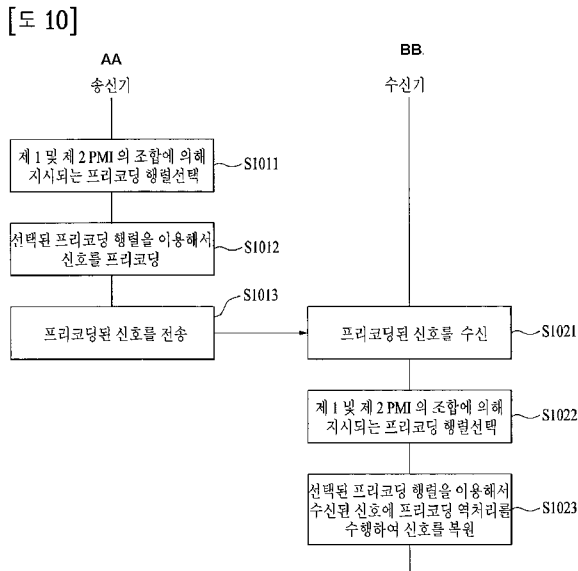 [도 10]
AA
송신기
BB
수신기
제 1 및 제 2 PMI 의 조합에 의해
지시되는 프리코딩 행렬선택
S1011
선택된 프리코딩 행렬을 이용해서
신호를 프리코딩
S1012
프리코딩된 신호를 전송
S1013
프리코딩된 신호를 수신
S1021
제 1 및 제 2 PMI 의 조합에 의해
지시되는 프리코딩 행렬선택
S1022
선택된 프리코딩 행렬을 이용해서
수신된 신호에 프리코딩 역처리를
수행하여 신호를 복원
S1023